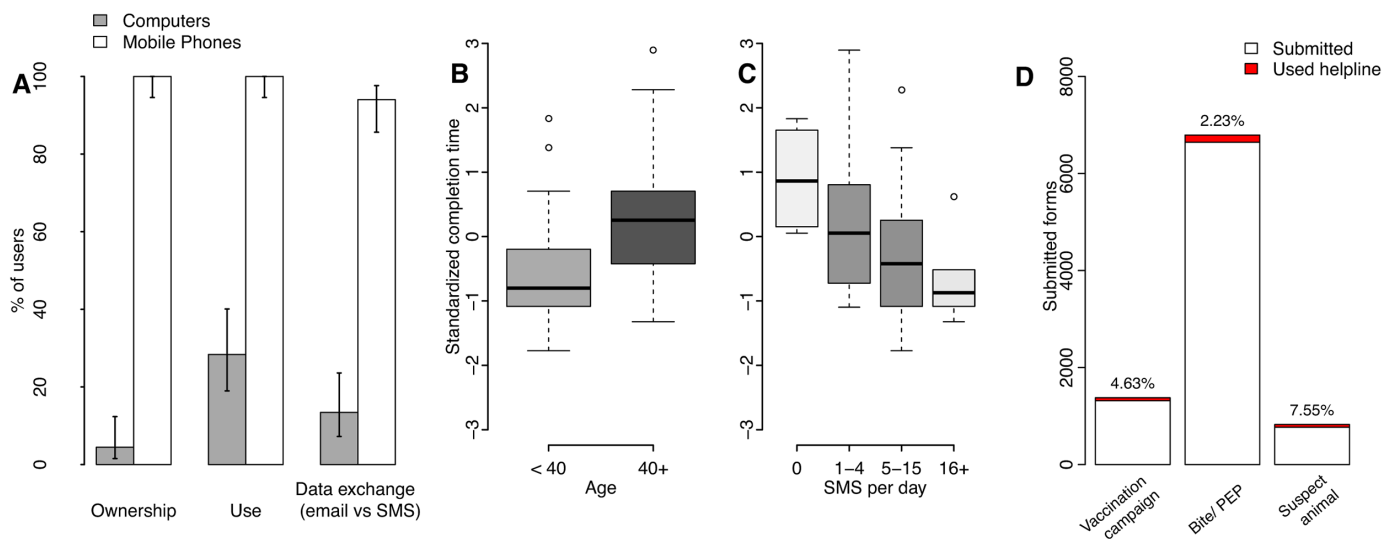 Computers
Mobile Phones
A
% of users
0
20
40
60
80
100
Ownership
Use
Data exchange
(email vs SMS)
B
Standardized completion time
3
2
1
0
−1
−2
−3
< 40
40+
Age
C
3
2
1
0
−1
−2
−3
0
1−4
5−15
16+
SMS per day
D
Submitted
Used helpline
Submitted forms
0
2000
4000
6000
8000
4.63%
2.23%
7.55%
Vaccination
campaign
Bite/ PEP
Suspect
animal